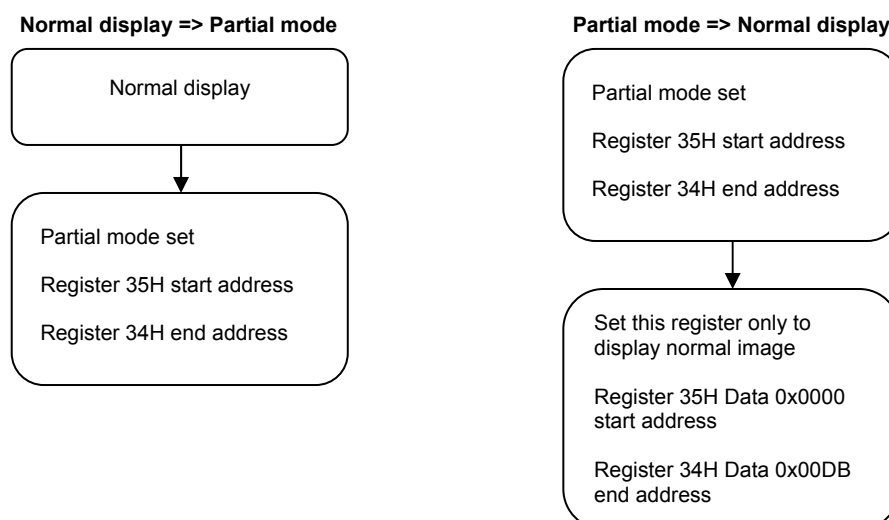 Normal display => Partial mode
Normal display
Partial mode set
Register 35H start address
Register 34H end address
Partial mode => Normal display
Partial mode set
Register 35H start address
Register 34H end address
Set this register only to
display normal image
Register 35H Data 0x0000
start address
Register 34H Data 0x00DB
end address